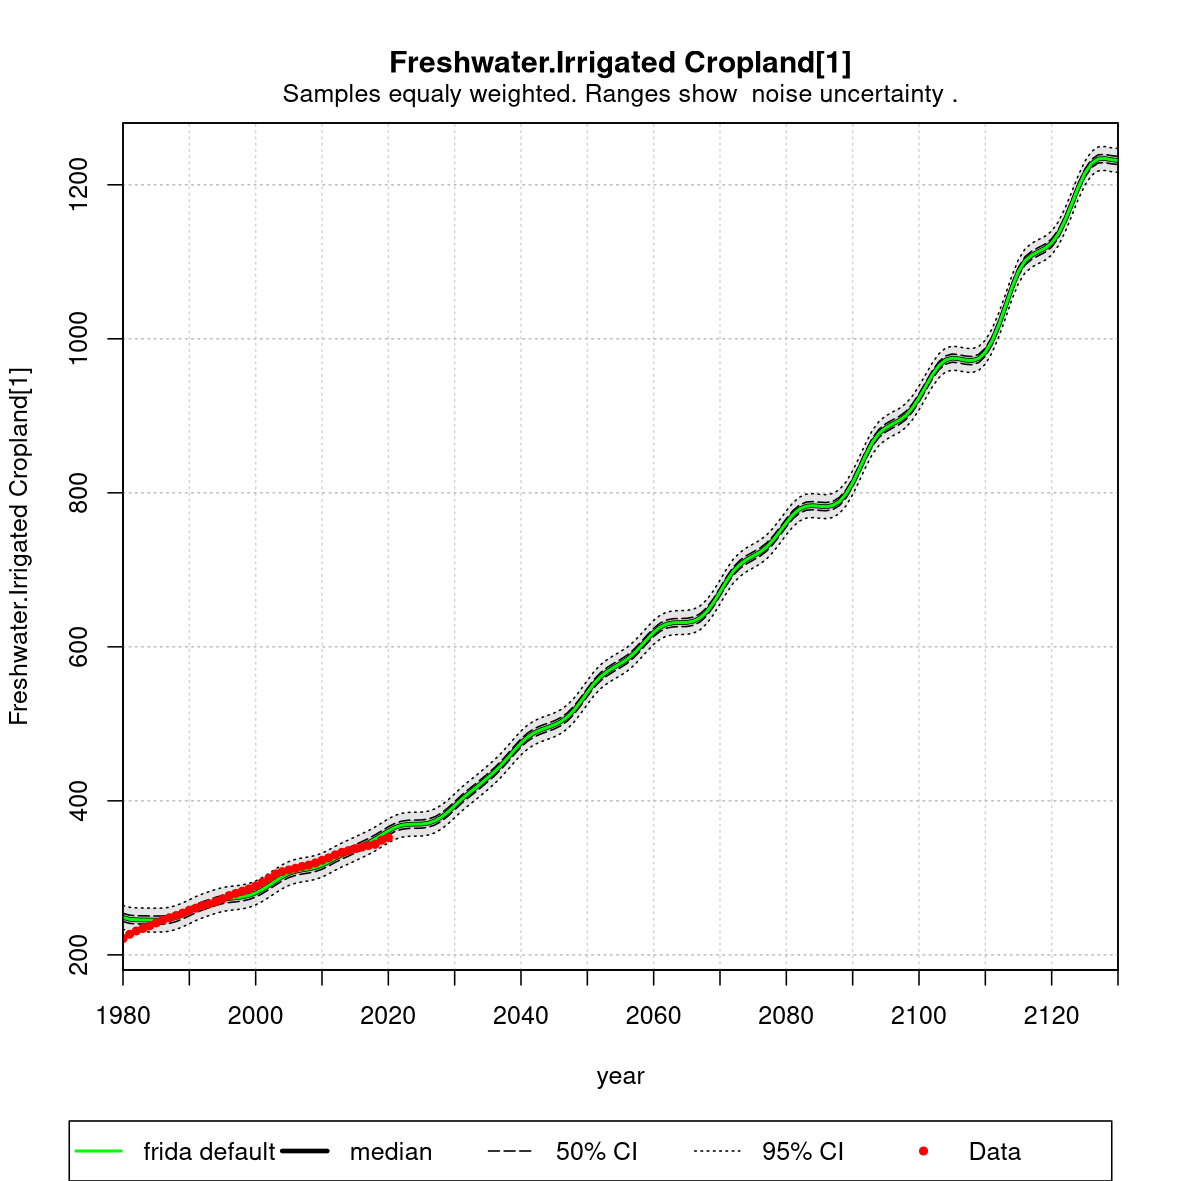 Freshwater.Irrigated Cropland[1]
Samples equaly weighted. Ranges show  noise uncertainty .
Freshwater.Irrigated Cropland[1]
1200
1000
800
600
400
200
1980 2000 2020 2040 2060 2080 2100 2120
year
frida default median 50% CI 95% CI Data